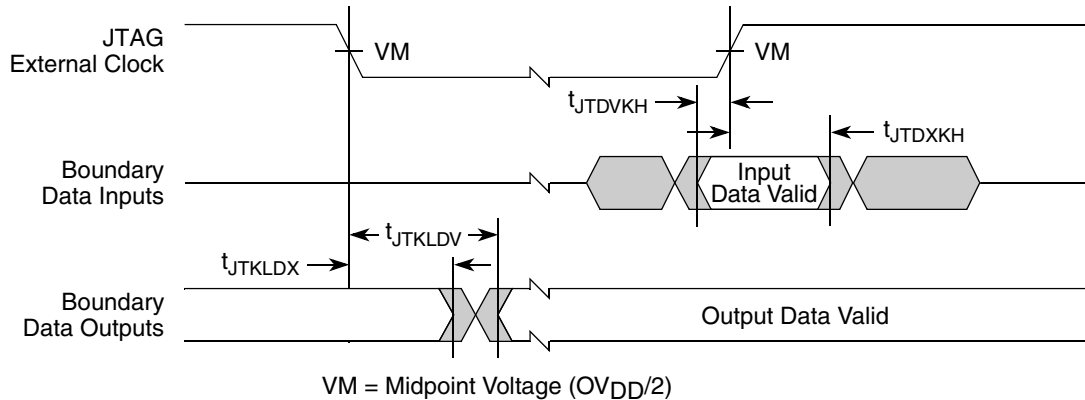 JTAG
External Clock
VM
VM
tJTDVKH
tJTDXKH
Boundary
Data Inputs
Input
Data Valid
tJTKLDV
tJTKLDX
Boundary
Data Outputs
Output Data Valid
VM = Midpoint Voltage (OVDD/2)